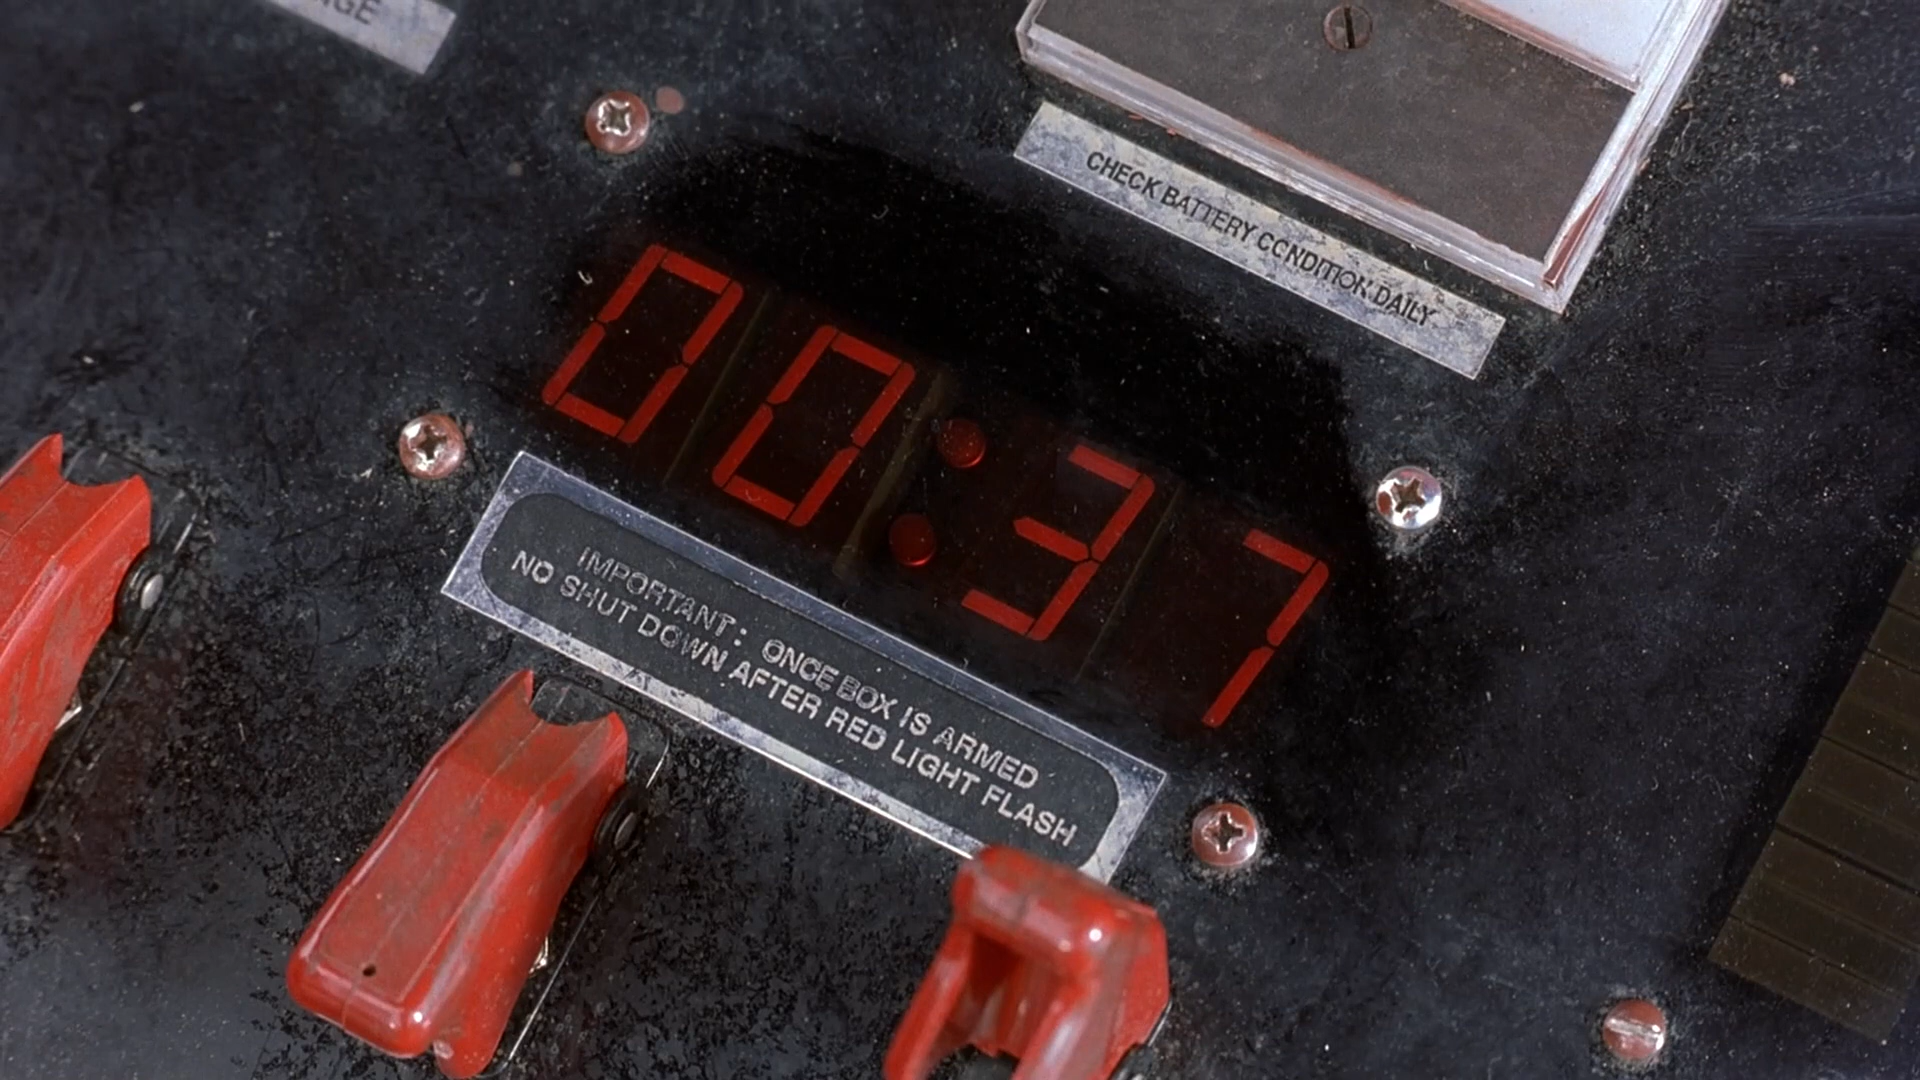 CHECK BATTERY CONDITION DAILY
00:37
IMPORTANT: ONCE BOX IS ARMED
NO SHUT DOWN AFTER RED LIGHT FLASH